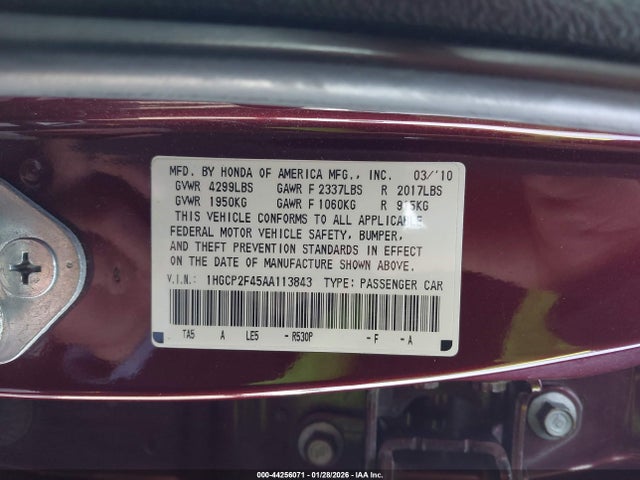 MFD. BY HONDA OF AMERICA MFG., INC. 03/'10
GVWR 4299LBS GAWR F 2337LBS R 2017LBS
GVWR 1950KG GAWR F 1060KG R 915KG
THIS VEHICLE CONFORMS TO ALL APPLICABLE
FEDERAL MOTOR VEHICLE SAFETY, BUMPER,
AND THEFT PREVENTION STANDARDS IN EFFECT
ON THE DATE OF MANUFACTURE SHOWN ABOVE.
V.I.N.: 1HGCP2F45AA113843 TYPE: PASSENGER CAR
TA5 A LE5 - R530P - F - A
000-44256071 - 01/28/2026 - IAA Inc.